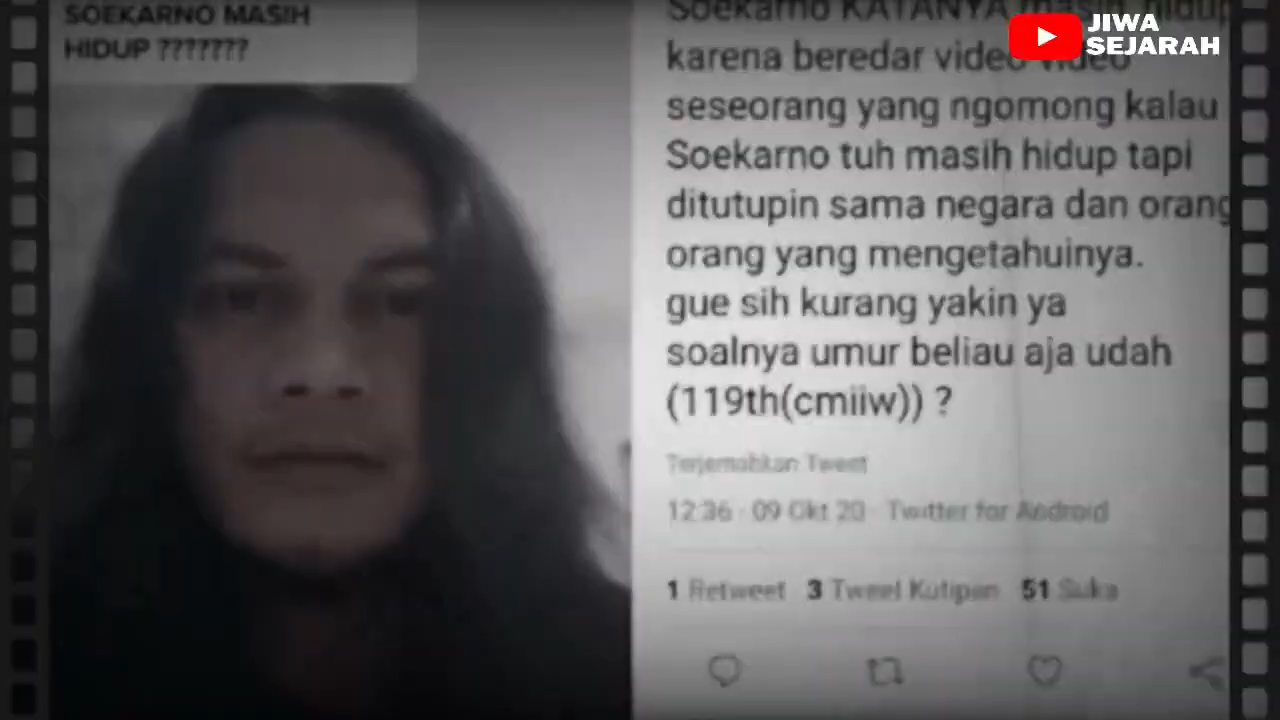 SOEKARNO MASIH
HIDUP ???????
Soekarno KATANYA masih hidup
karena beredar video video
seseorang yang ngomong kalau
Soekarno tuh masih hidup tapi
ditutupin sama negara dan orang
orang yang mengetahuinya.
gue sih kurang yakin ya
soalnya umur beliau aja udah
(119th(cmiiw)) ?
Terjemahkan Tweet
12:36 · 09 Okt 20 · Twitter for Android
1 Retweet 3 Tweet Kutipan 51 Suka
JIWA
SEJARAH